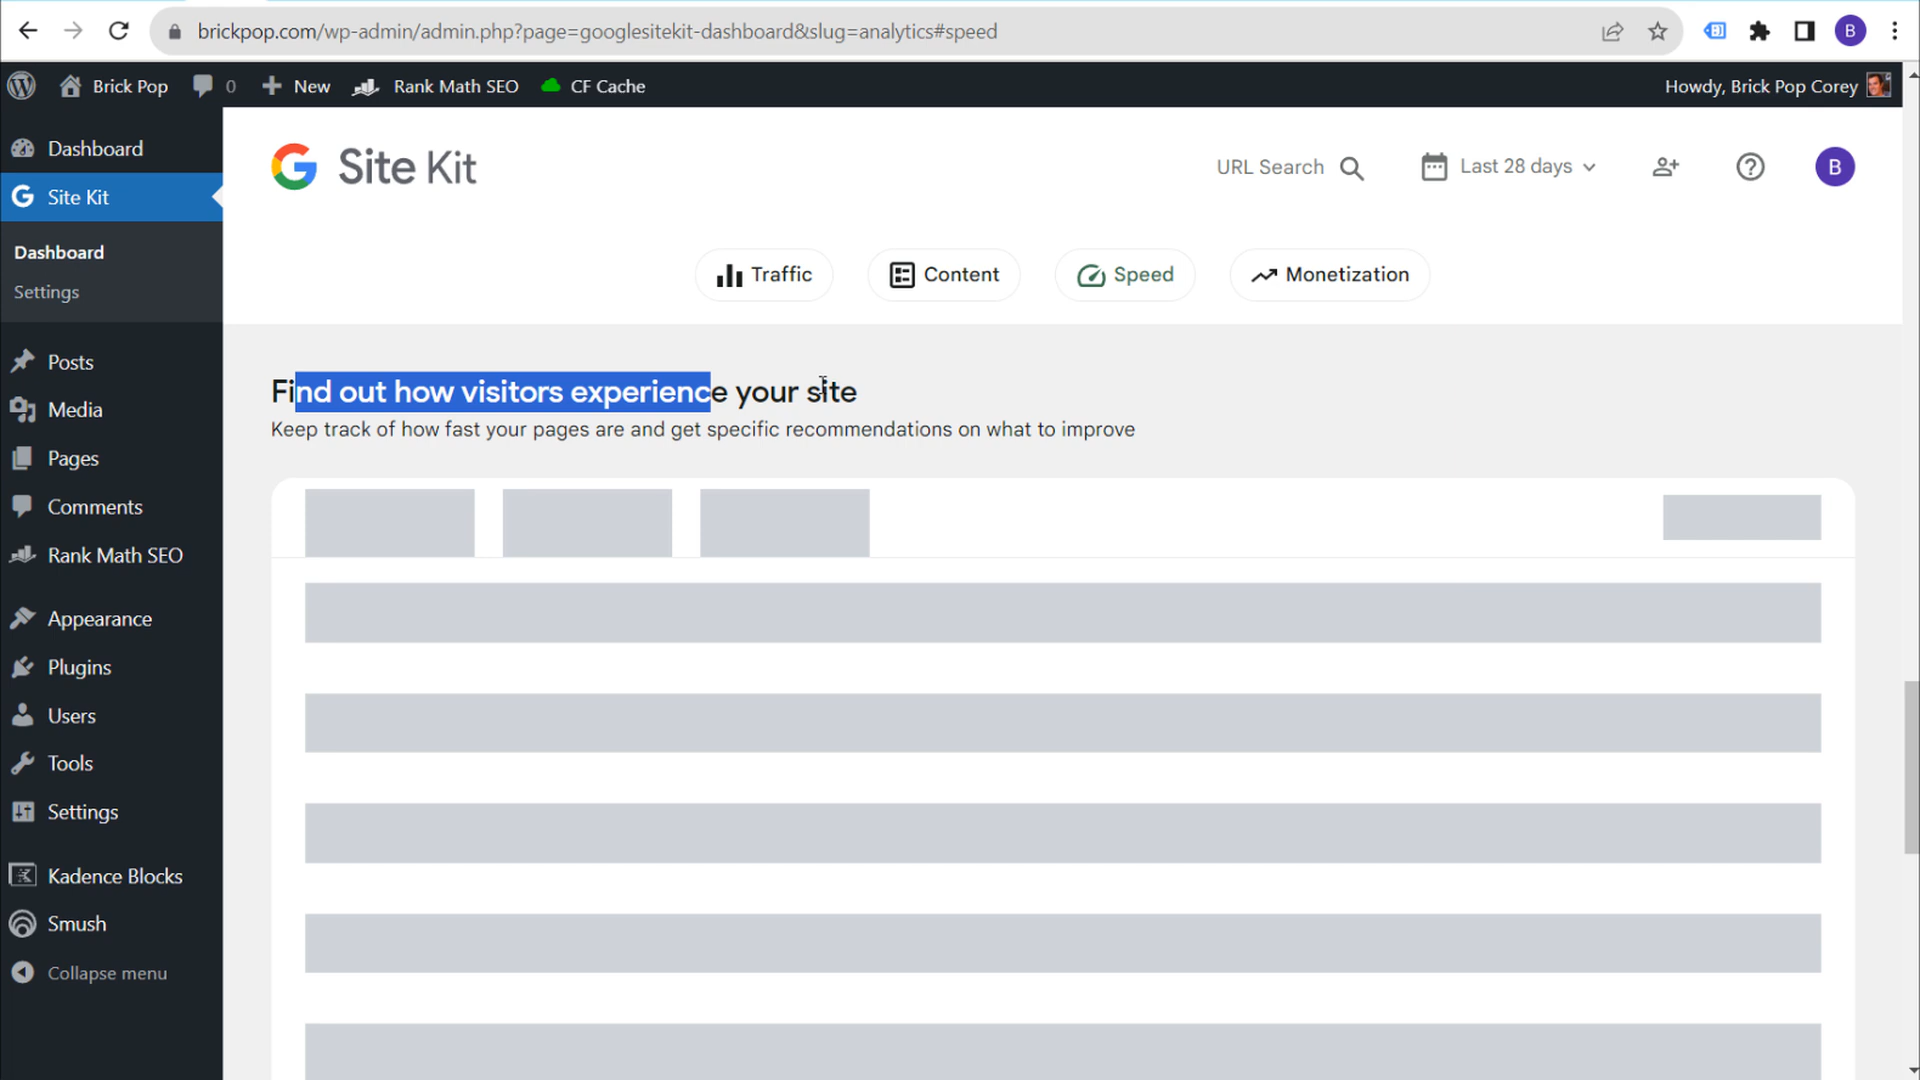 brickpop.com/wp-admin/admin.php?page=googlesitekit-dashboard&slug=analytics#speed
B
Brick Pop 0 New Rank Math SEO CF Cache
Howdy, Brick Pop Corey
Dashboard
Site Kit
Dashboard
Settings
Posts
Media
Pages
Comments
Rank Math SEO
Appearance
Plugins
Users
Tools
Settings
Kadence Blocks
Smush
Collapse menu
Site Kit
URL Search
Last 28 days
B
Traffic
Content
Speed
Monetization
Find out how visitors experience your site
Keep track of how fast your pages are and get specific recommendations on what to improve